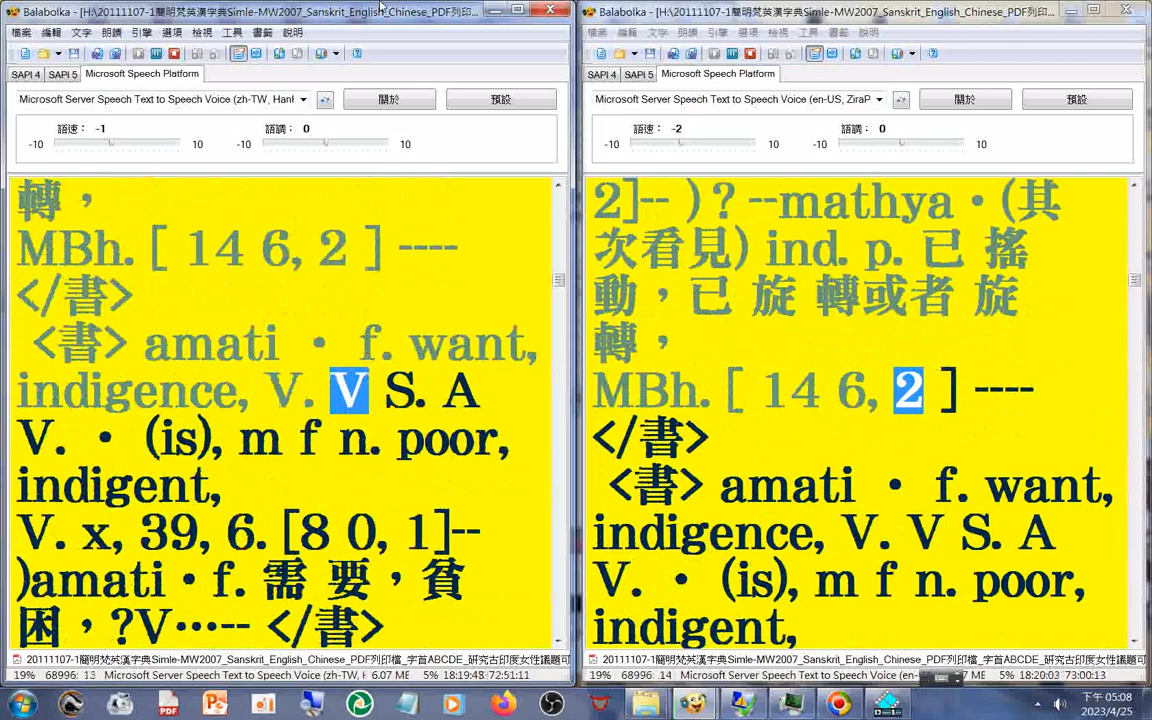 Balabolka - [H:\20111107-1簡明梵英漢字典Simle-MW2007_Sanskrit_English_Chinese_PDF列印...
檔案 編輯 文字 朗讀 引擎 選項 檢視 工具 書籤 說明
SAPI 4 SAPI 5 Microsoft Speech Platform
Microsoft Server Speech Text to Speech Voice (zh-TW, Hanl
關於 預設
語速： -1 語調： 0
-10 10 -10 10
轉，
MBh. [ 14 6, 2 ] ----
</書>
<書> amati ‧ f. want,
indigence, V. V S. A
V. ‧ (is), m f n. poor,
indigent,
V. x, 39, 6. [8 0, 1]--
)amati‧f. 需 要，貧
困，?V…-- </書>
20111107-1簡明梵英漢字典Simle-MW2007_Sanskrit_English_Chinese_PDF列印檔_字首ABCDE_研究古印度女性議題可
19% 68996: 13 Microsoft Server Speech Text to Speech Voice (zh-TW, H 6.07 ME 5% 18:19:48/72:51:11
Balabolka - [H:\20111107-1簡明梵英漢字典Simle-MW2007_Sanskrit_English_Chinese_PDF列印...
檔案 編輯 文字 朗讀 引擎 選項 檢視 工具 書籤 說明
SAPI 4 SAPI 5 Microsoft Speech Platform
Microsoft Server Speech Text to Speech Voice (en-US, ZiraP
關於 預設
語速： -2 語調： 0
-10 10 -10 10
2]-- )? --mathya‧(其
次看見) ind. p. 已 搖
動，已 旋 轉或者 旋
轉，
MBh. [ 14 6, 2 ] ----
</書>
<書> amati ‧ f. want,
indigence, V. V S. A
V. ‧ (is), m f n. poor,
indigent,
20111107-1簡明梵英漢字典Simle-MW2007_Sanskrit_English_Chinese_PDF列印檔_字首ABCDE_研究古印度女性議題可
19% 68996: 14 Microsoft Server Speech Text to Speech Voice (en-US, 7 ME 5% 18:20:03/73:00:13
下午 05:08
2023/4/25